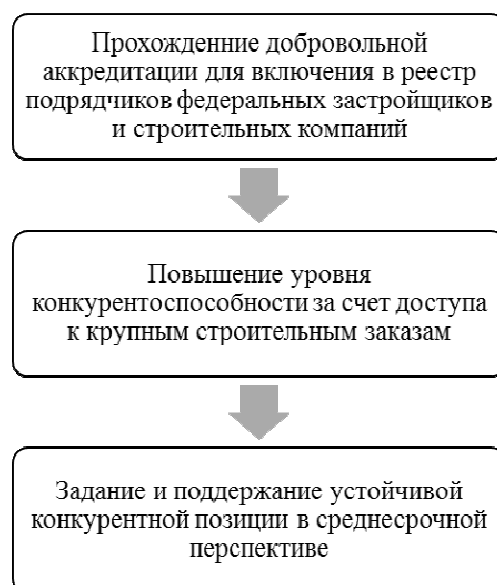 Прохожденние добровольной
аккредитации для включения в реестр
подрядчиков федеральных застройщиков
и строительных компаний
Повышение уровня
конкурентоспособности за счет доступа
к крупным строительным заказам
Задание и поддержание устойчивой
конкурентной позиции в среднесрочной
перспективе